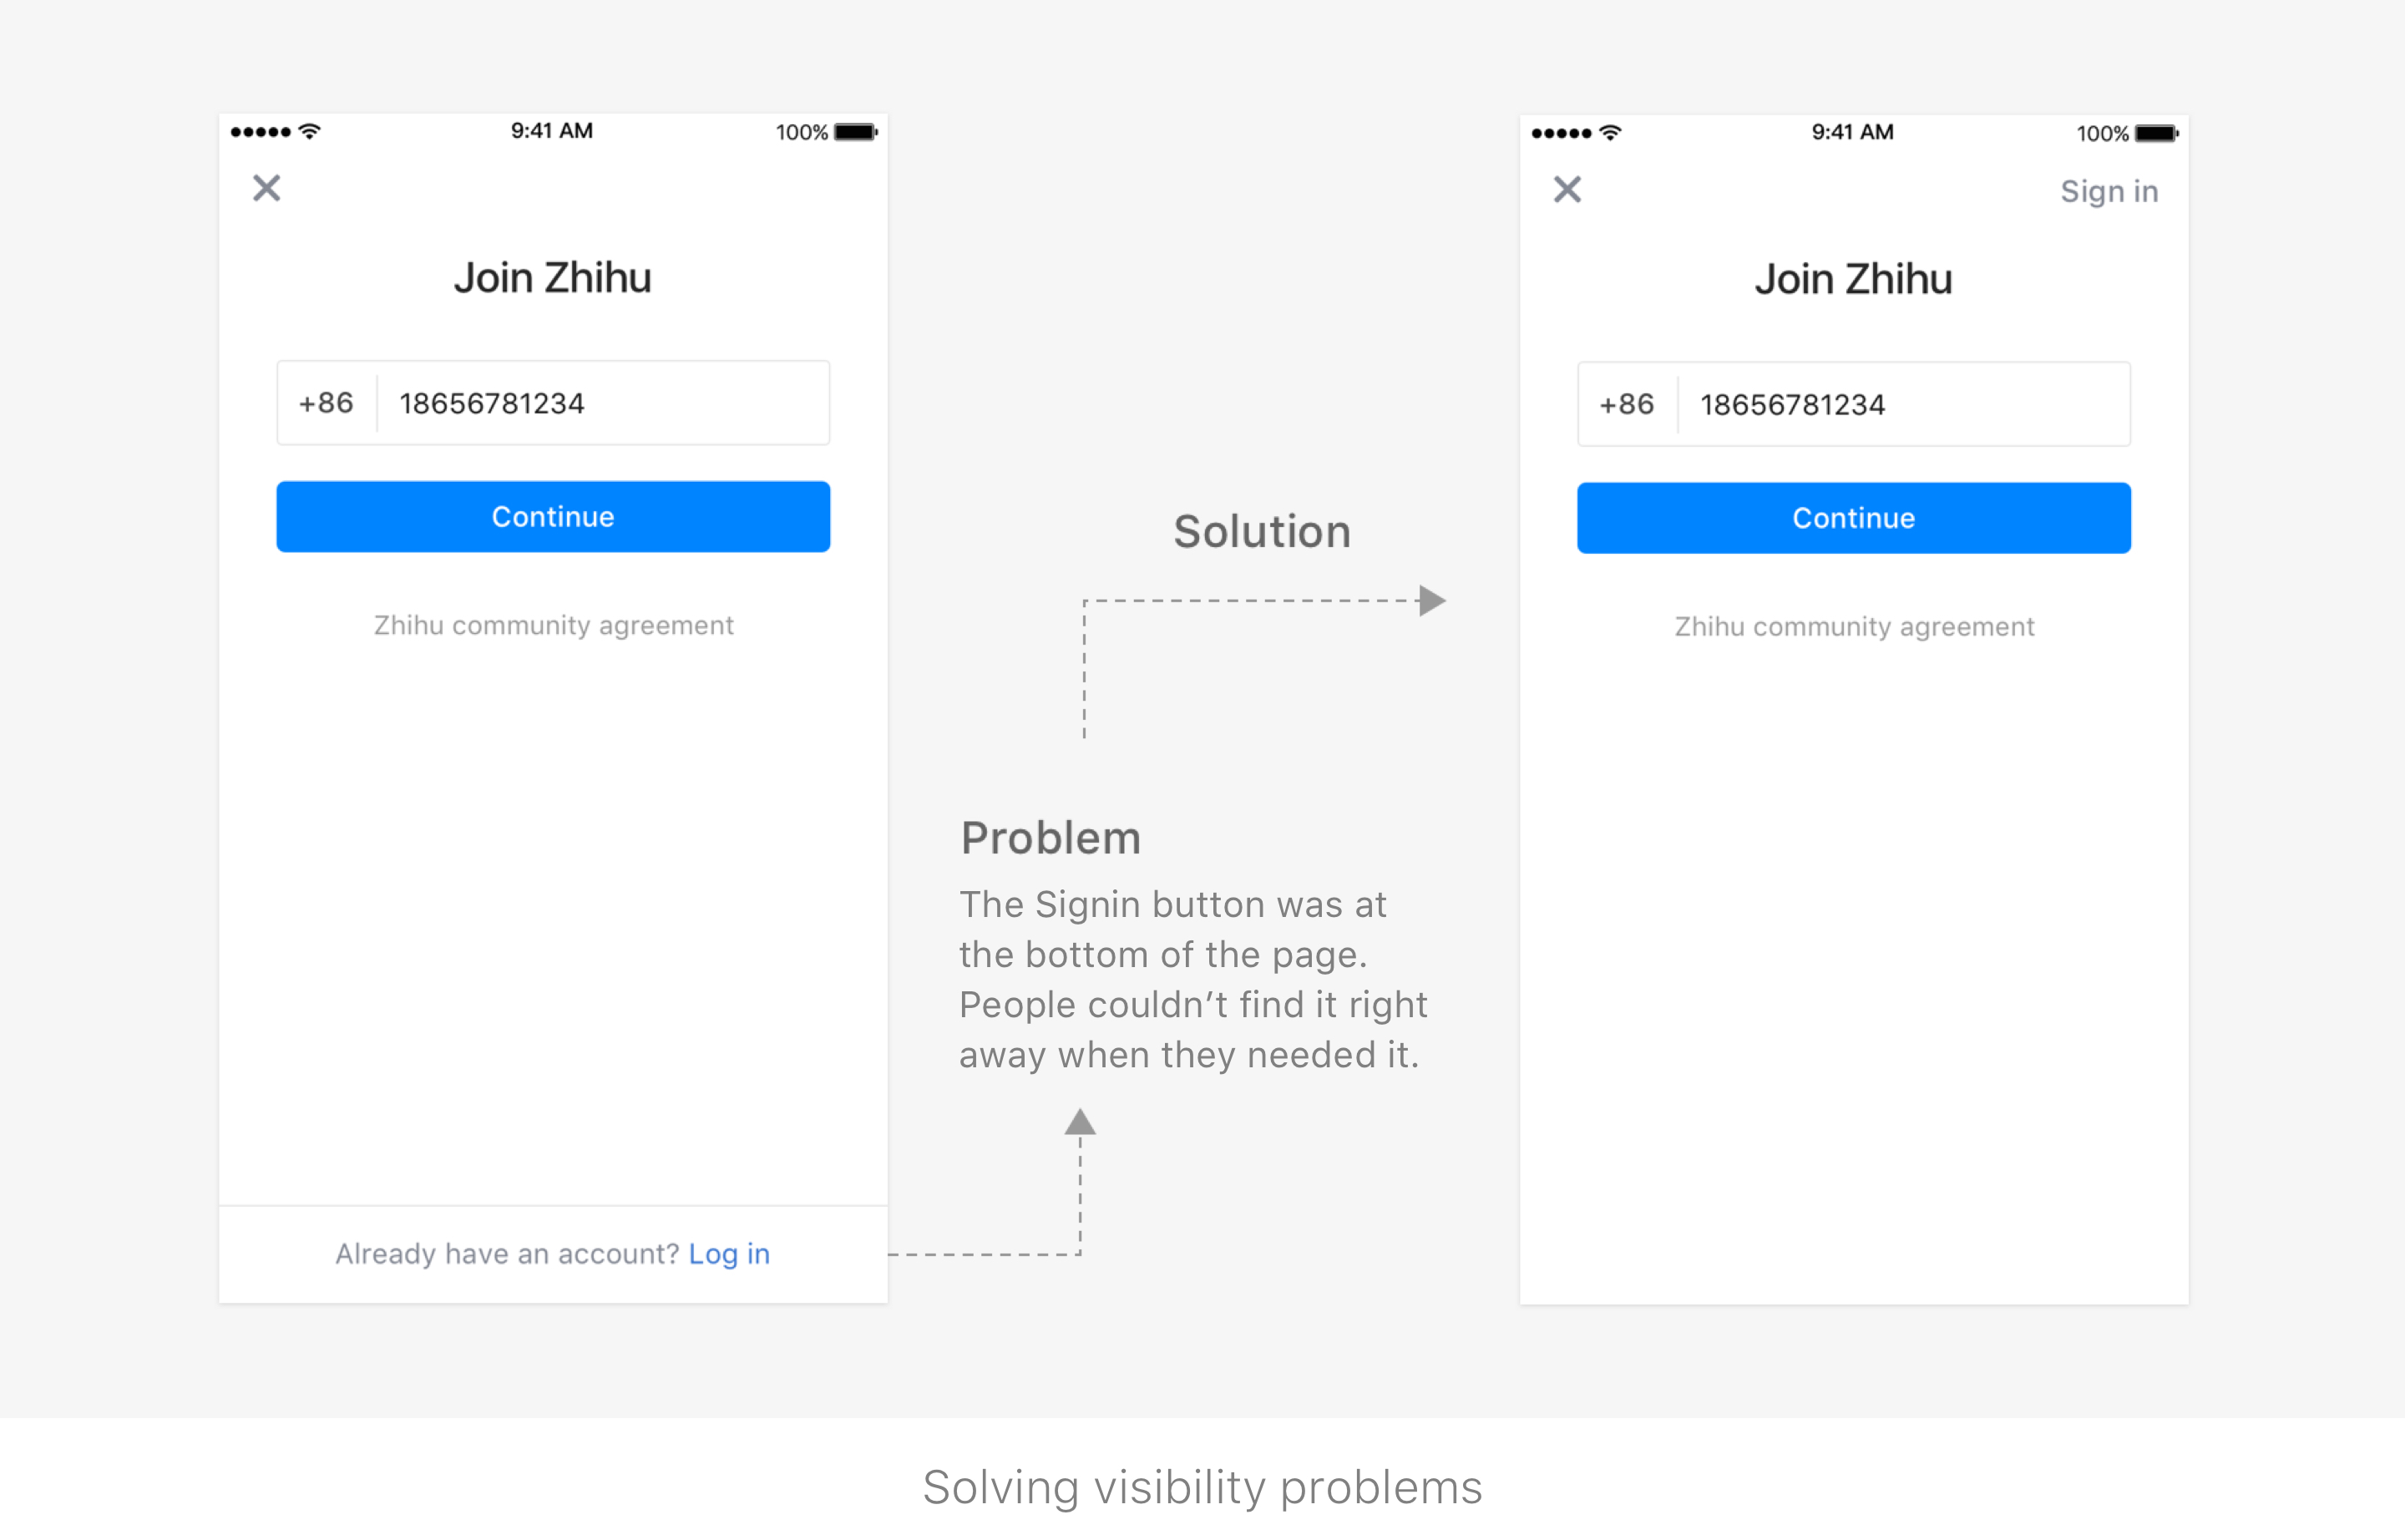 9:41 AM
100%
Join Zhihu
+86 18656781234
Continue
Zhihu community agreement
Already have an account? Log in
Solution
Problem
The Signin button was at
the bottom of the page.
People couldn’t find it right
away when they needed it.
9:41 AM
100%
Sign in
Join Zhihu
+86 18656781234
Continue
Zhihu community agreement
Solving visibility problems